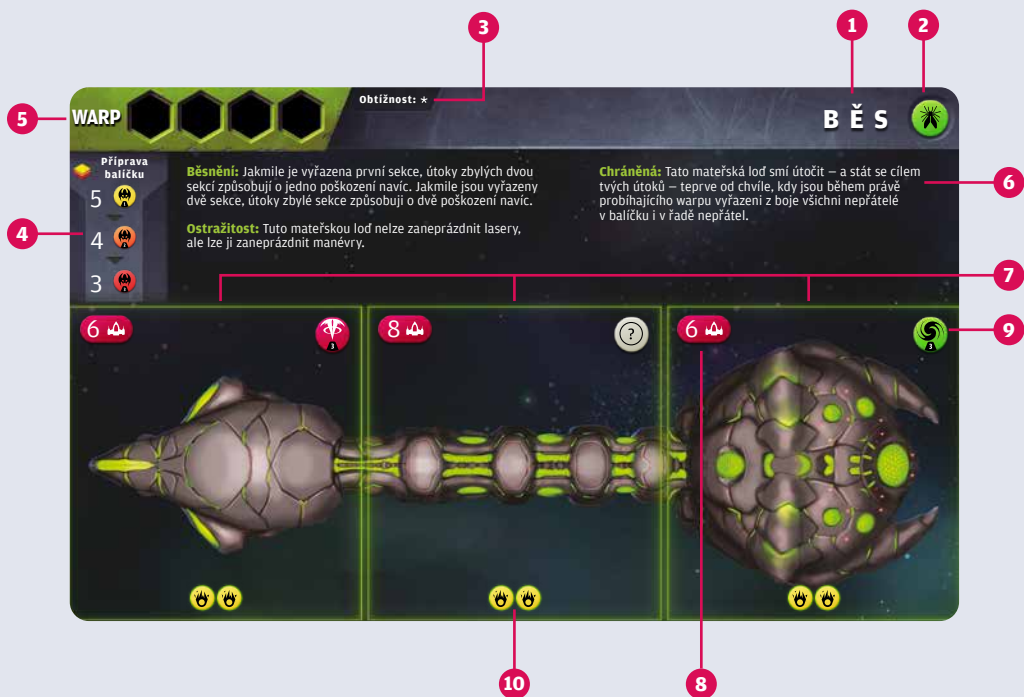 3
1
2
5
WARP
Obtížnost: *
BĚS
Příprava
balíčku
5
4
3
4
Běsnění: Jakmile je vyřazena první sekce, útoky zbylých dvou
sekcí způsobují o jedno poškození navíc. Jakmile jsou vyřazeny
dvě sekce, útoky zbylé sekce způsobuji o dvě poškození navíc.
Ostražitost: Tuto mateřskou loď nelze zaneprázdnit lasery,
ale lze ji zaneprázdnit manévry.
Chráněná: Tato mateřská loď smí útočit – a stát se cílem
tvých útoků – teprve od chvíle, kdy jsou během právě
probíhajícího warpu vyřazeni z boje všichni nepřátelé
v balíčku i v řadě nepřátel.
6
7
6
3
8
?
6
3
9
10
8